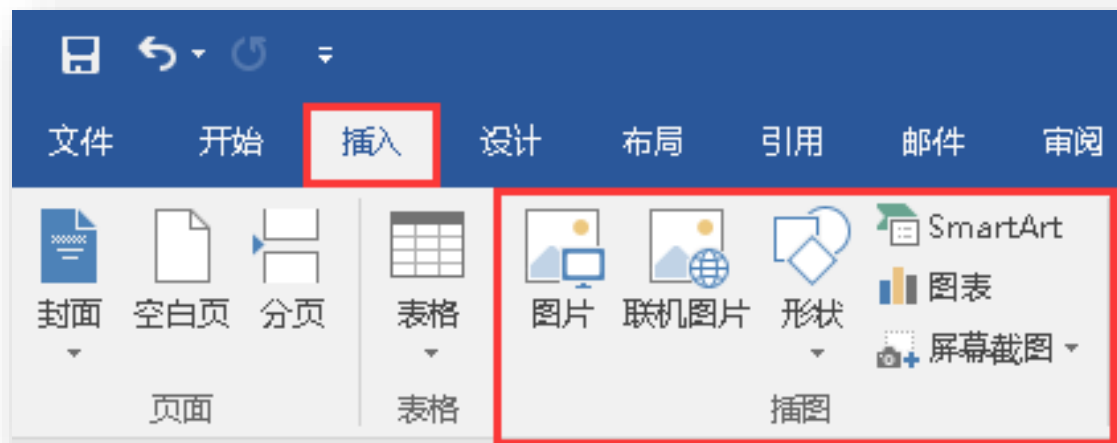 文件 开始 插入 设计 布局 引用 邮件 审阅
SmartArt
图表
封面 空白页 分页 表格 图片 联机图片 形状 屏幕截图
页面 表格 插图